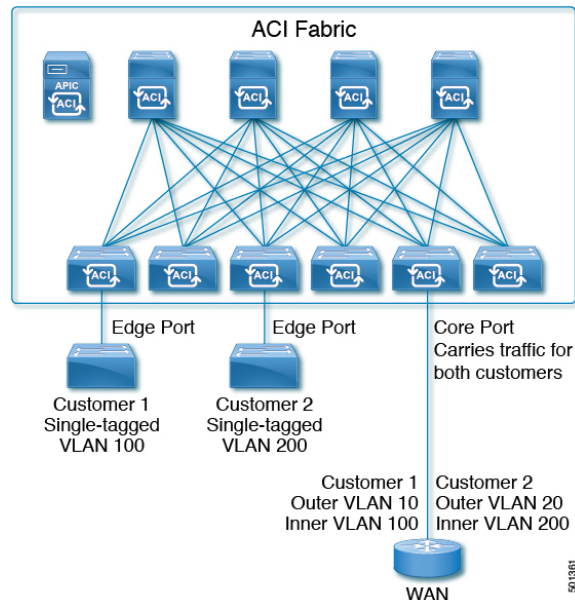 ACI Fabric
APIC
ACI
ACI
ACI
ACI
ACI
ACI
ACI
ACI
ACI
ACI
ACI
Edge Port
Edge Port
Core Port
Carries traffic for
both customers
Customer 1
Single-tagged
VLAN 100
Customer 2
Single-tagged
VLAN 200
Customer 1
Outer VLAN 10
Inner VLAN 100
Customer 2
Outer VLAN 20
Inner VLAN 200
WAN
501361